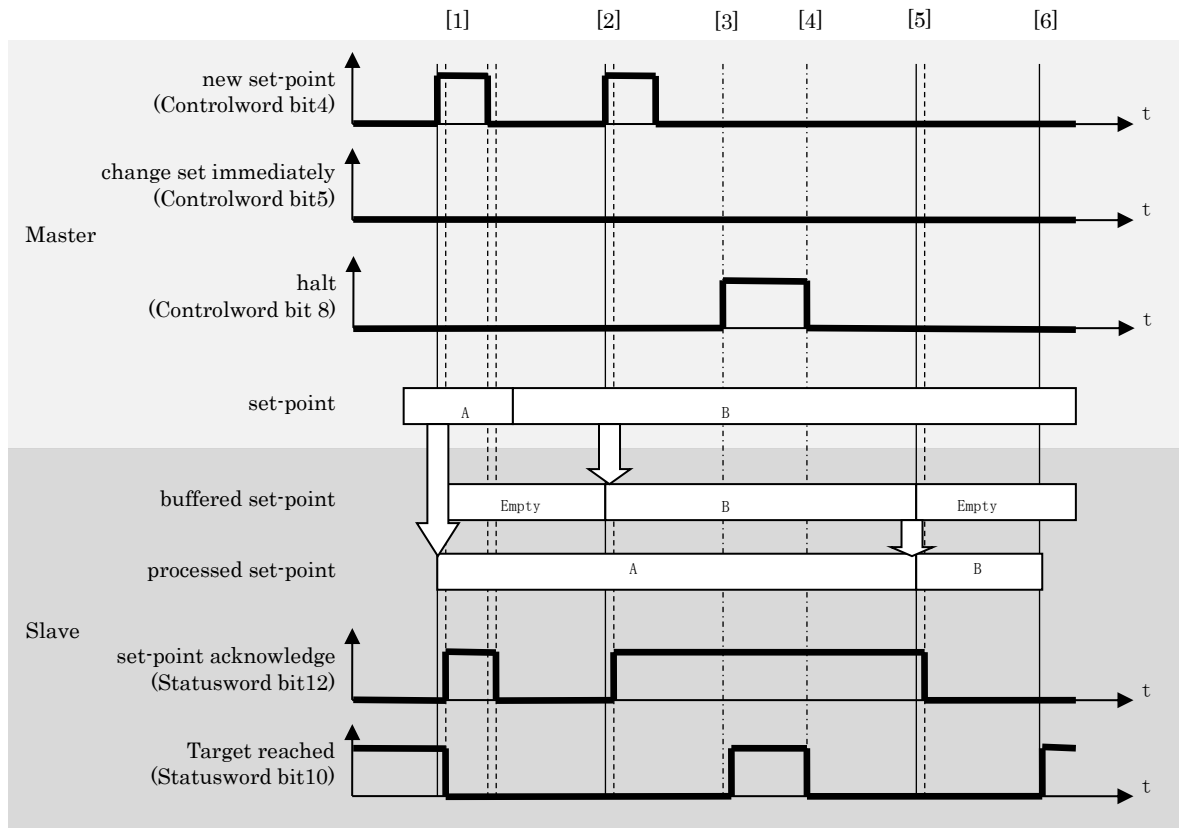 [1] [2] [3] [4] [5] [6]
new set-point
(Controlword bit4)
t
change set immediately
(Controlword bit5)
t
Master
halt
(Controlword bit 8)
t
set-point
A B
buffered set-point
Empty B Empty
processed set-point
A B
Slave
set-point acknowledge
(Statusword bit12)
t
Target reached
(Statusword bit10)
t